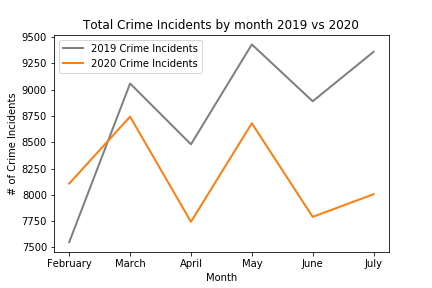 Total Crime Incidents by month 2019 vs 2020
9500
9250
9000
8750
8500
8250
8000
7750
7500
# of Crime Incidents
2019 Crime Incidents
2020 Crime Incidents
February March April May June July
Month